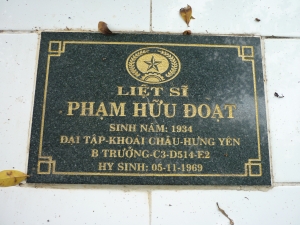 LIỆT SĨ
PHẠM HỮU ĐOẠT
SINH NĂM: 1934
ĐẠI TẬP-KHOÁI CHÂU-HƯNG YÊN
B TRƯỞNG-C3-D514-E2
HY SINH: 05-11-1969